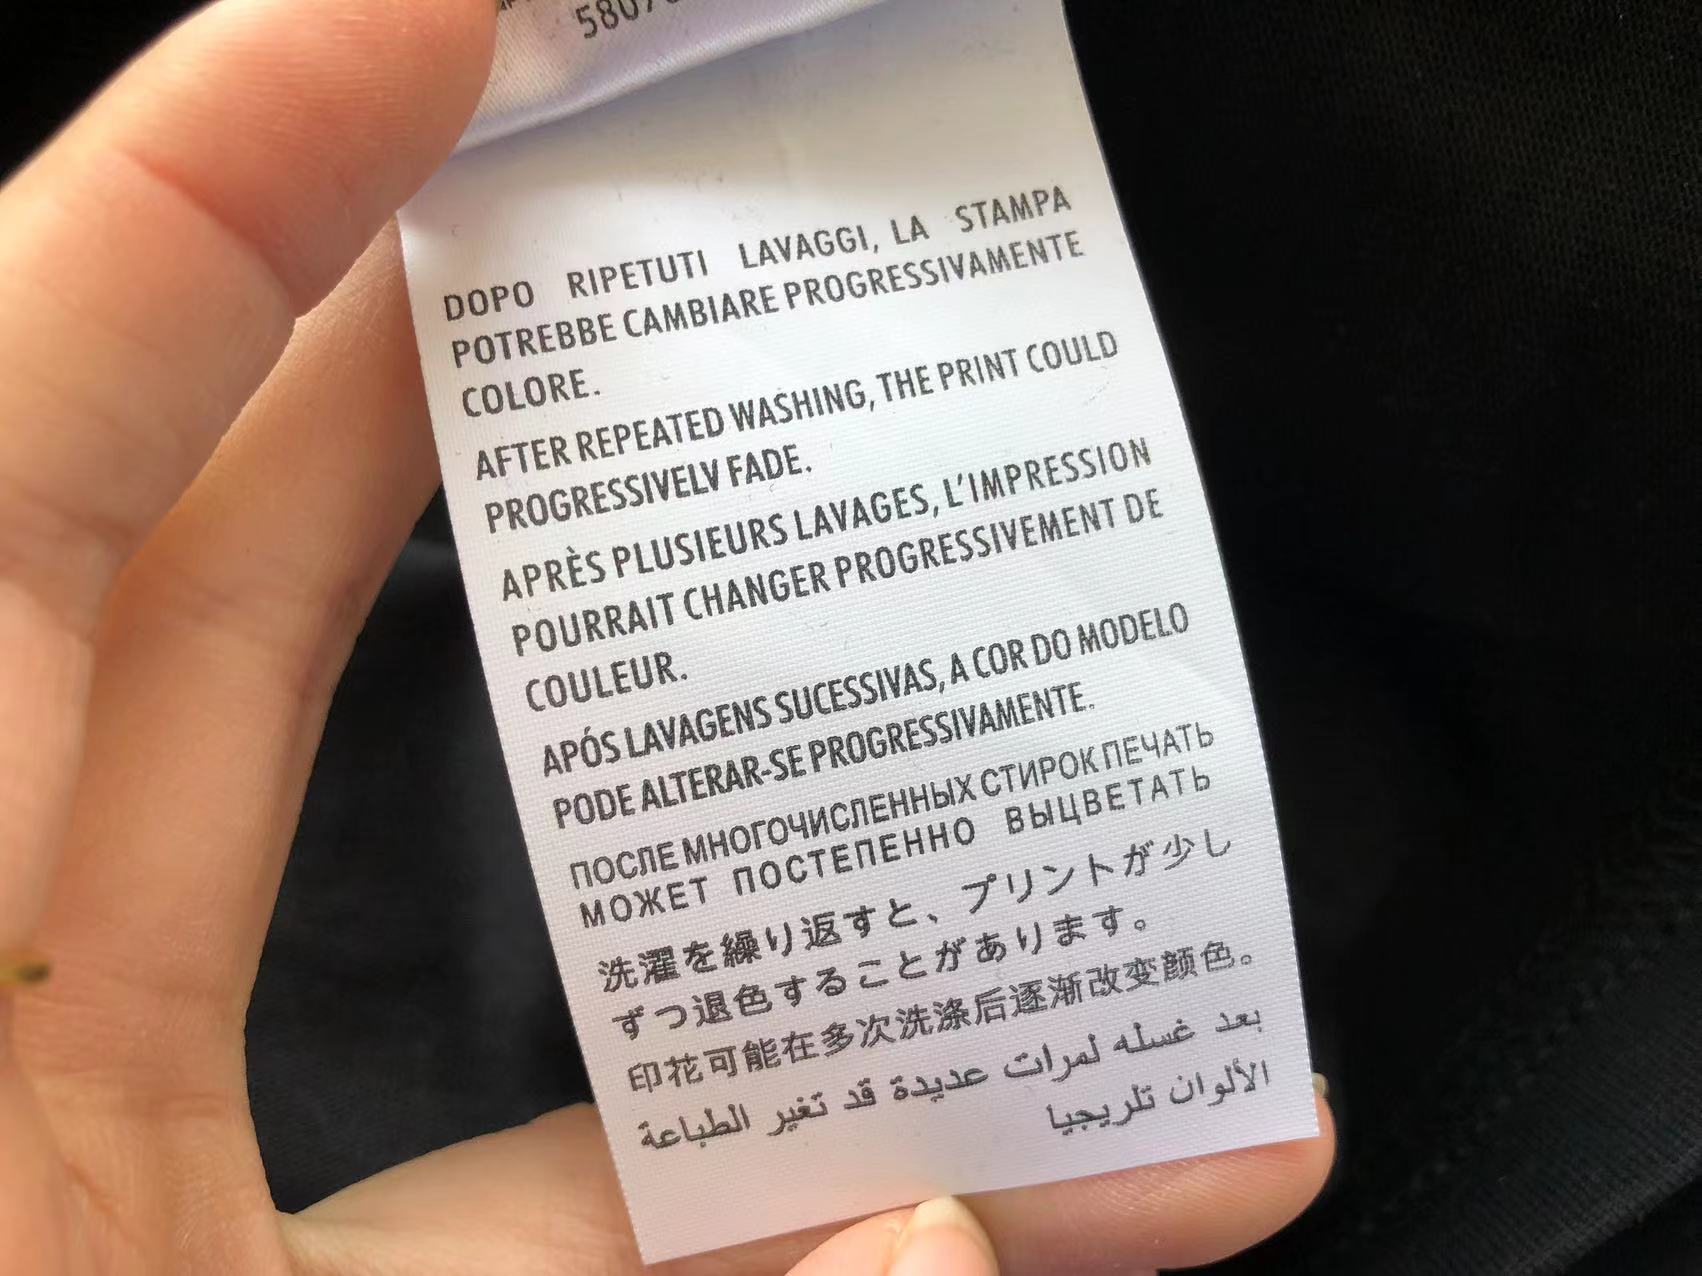 DOPO RIPETUTI LAVAGGI, LA STAMPA
POTREBBE CAMBIARE PROGRESSIVAMENTE
COLORE.
AFTER REPEATED WASHING, THE PRINT COULD
PROGRESSIVELV FADE.
APRÈS PLUSIEURS LAVAGES, L'IMPRESSION
POURRAIT CHANGER PROGRESSIVEMENT DE
COULEUR.
APÓS LAVAGENS SUCESSIVAS, A COR DO MODELO
PODE ALTERAR-SE PROGRESSIVAMENTE.
ПОСЛЕ МНОГОЧИСЛЕННЫХ СТИРОК ПЕЧАТЬ
МОЖЕТ ПОСТЕПЕННО ВЫЦВЕТАТЬ
洗濯を繰り返すと、プリントが少し
ずつ退色することがあります。
印花可能在多次洗涤后逐渐改变颜色。
بعد غسله لمرات عديدة قد تغير الطباعة
الألوان تلريجيا